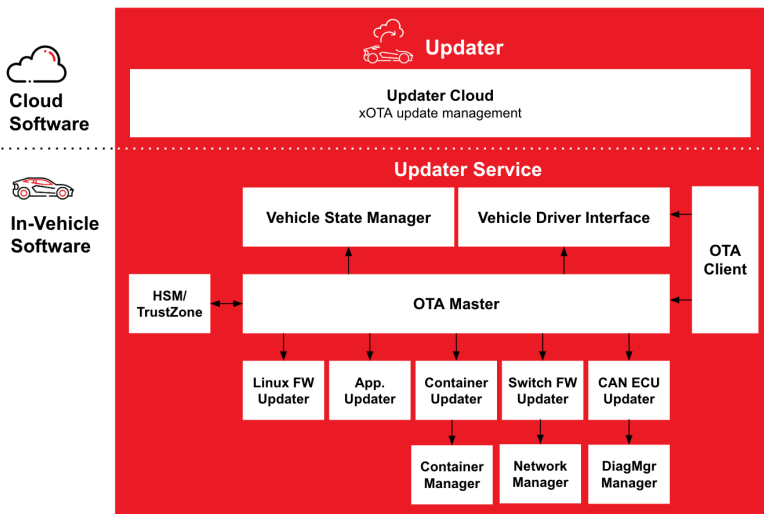 Updater
Cloud
Software
Updater Cloud
xOTA update management
Updater Service
In-Vehicle
Software
Vehicle State Manager
Vehicle Driver Interface
OTA
Client
HSM/
TrustZone
OTA Master
Linux FW
Updater
App.
Updater
Container
Updater
Switch FW
Updater
CAN ECU
Updater
Container
Manager
Network
Manager
DiagMgr
Manager